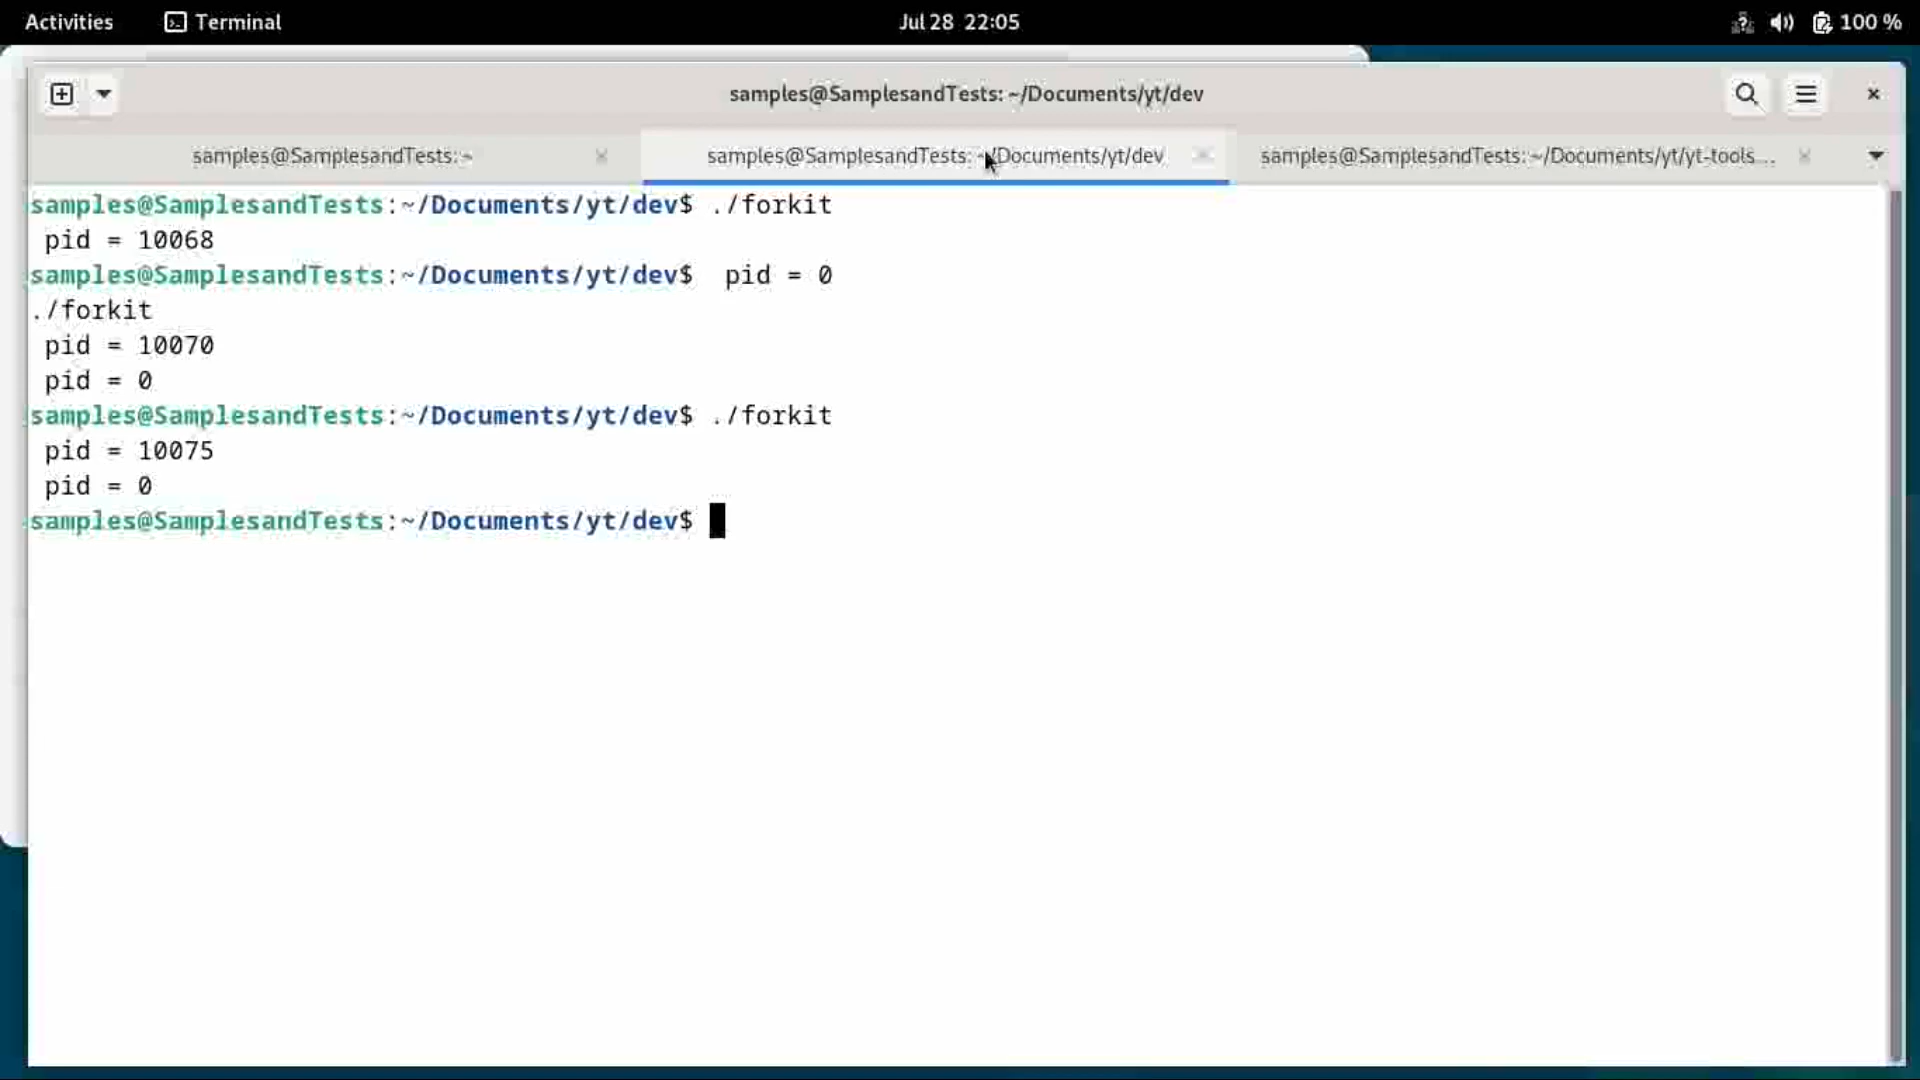 Activities Terminal Jul 28 22:05 100 %
samples@SamplesandTests: ~/Documents/yt/dev
samples@SamplesandTests: ~ samples@SamplesandTests: ~/Documents/yt/dev samples@SamplesandTests: ~/Documents/yt/yt-tools...
samples@SamplesandTests:~/Documents/yt/dev$ ./forkit
 pid = 10068
samples@SamplesandTests:~/Documents/yt/dev$  pid = 0
./forkit
 pid = 10070
 pid = 0
samples@SamplesandTests:~/Documents/yt/dev$ ./forkit
 pid = 10075
 pid = 0
samples@SamplesandTests:~/Documents/yt/dev$